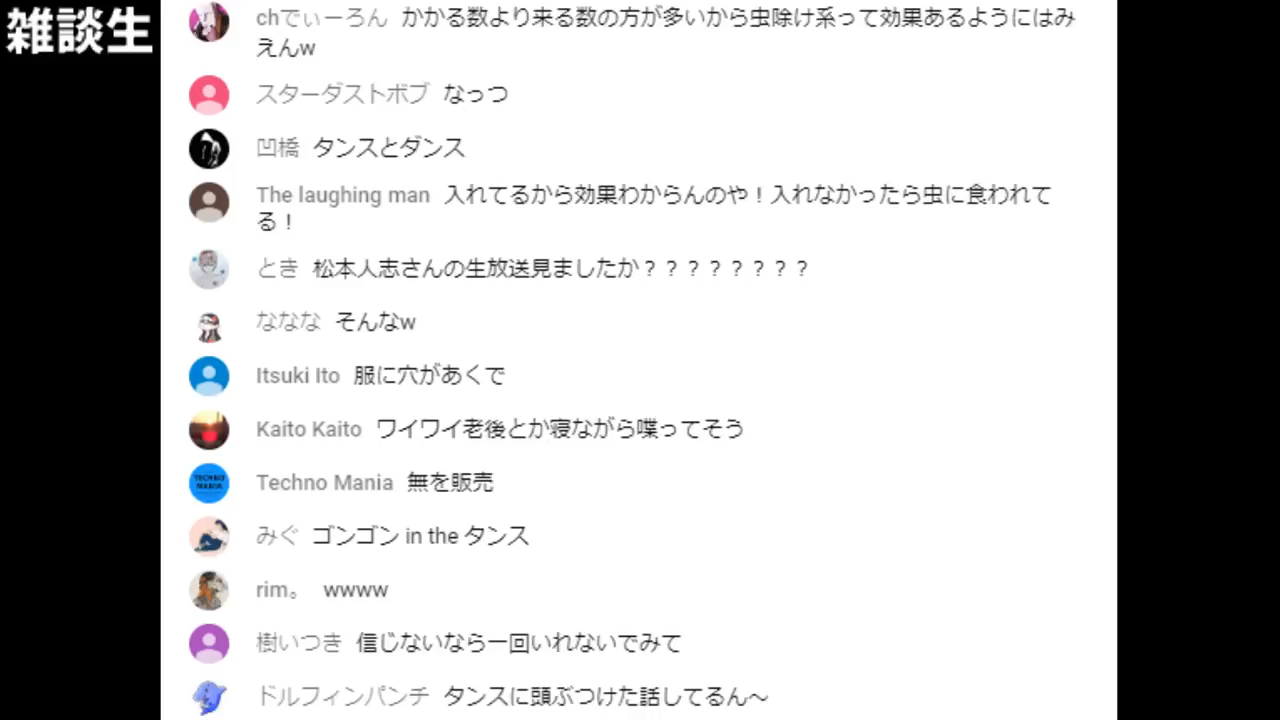 雑談生
chでぃーろん かかる数より来る数の方が多いから虫除け系って効果あるようにはみ
えんw
スターダストボブ なっつ
凹橋 タンスとダンス
The laughing man 入れてるから効果わからんのや！入れなかったら虫に食われて
る！
とき 松本人志さんの生放送見ましたか？？？？？？？？
ななな そんなw
Itsuki Ito 服に穴があくで
Kaito Kaito ワイワイ老後とか寝ながら喋ってそう
TECHNO
MANIA
Techno Mania 無を販売
みぐ ゴンゴン in the タンス
rim。 wwww
樹いつき 信じないなら一回いれないでみて
ドルフィンパンチ タンスに頭ぶつけた話してるん～